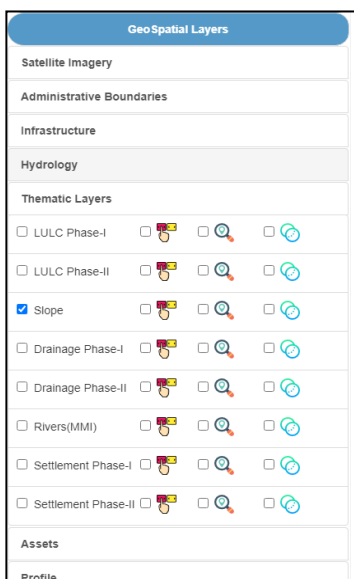 GeoSpatial Layers
Satellite Imagery
Administrative Boundaries
Infrastructure
Hydrology
Thematic Layers
LULC Phase-I
LULC Phase-II
Slope
Drainage Phase-I
Drainage Phase-II
Rivers(MMI)
Settlement Phase-I
Settlement Phase-II
Assets
Profile